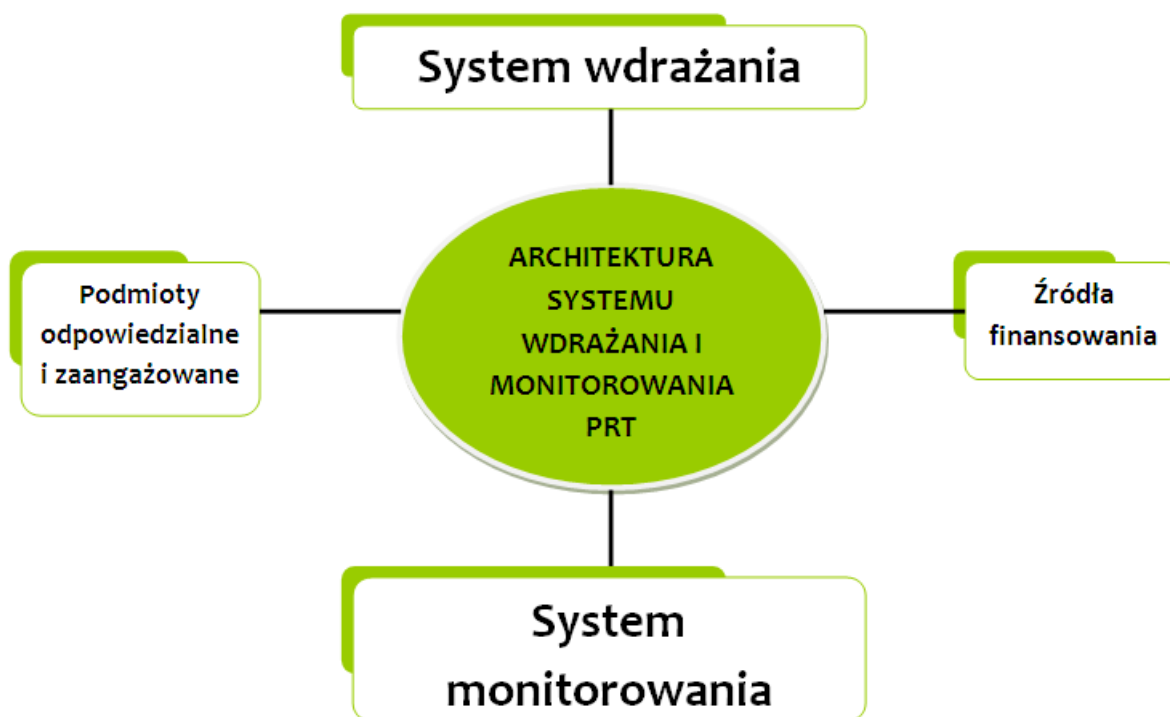 System wdrażania
ARCHITEKTURA
SYSTEMU
WDRAŻANIA I
MONITOROWANIA
PRT
Podmioty
odpowiedzialne
i zaangażowane
Źródła
finansowania
System
monitorowania